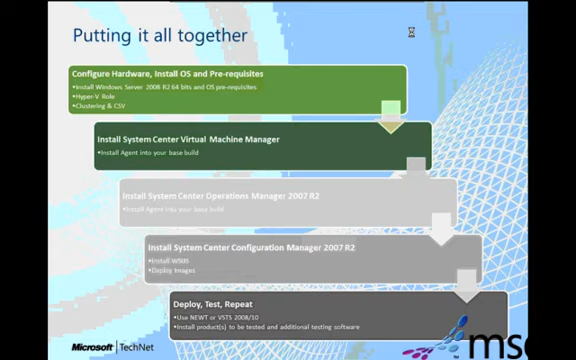 Putting it all together
Configure Hardware, Install OS and Pre-requisites
•Install Windows Server 2008 R2 64 bits and OS pre-requisites
•Hyper-V Role
•Clustering & CSV
Install System Center Virtual Machine Manager
•Install Agent into your base build
Install System Center Operations Manager 2007 R2
•Install Agent into your base build
Install System Center Configuration Manager 2007 R2
•Install WSUS
•Deploy Images
Deploy, Test, Repeat
•Use NEWT or VSTS 2008/10
•Install product(s) to be tested and additional testing software
Microsoft | TechNet